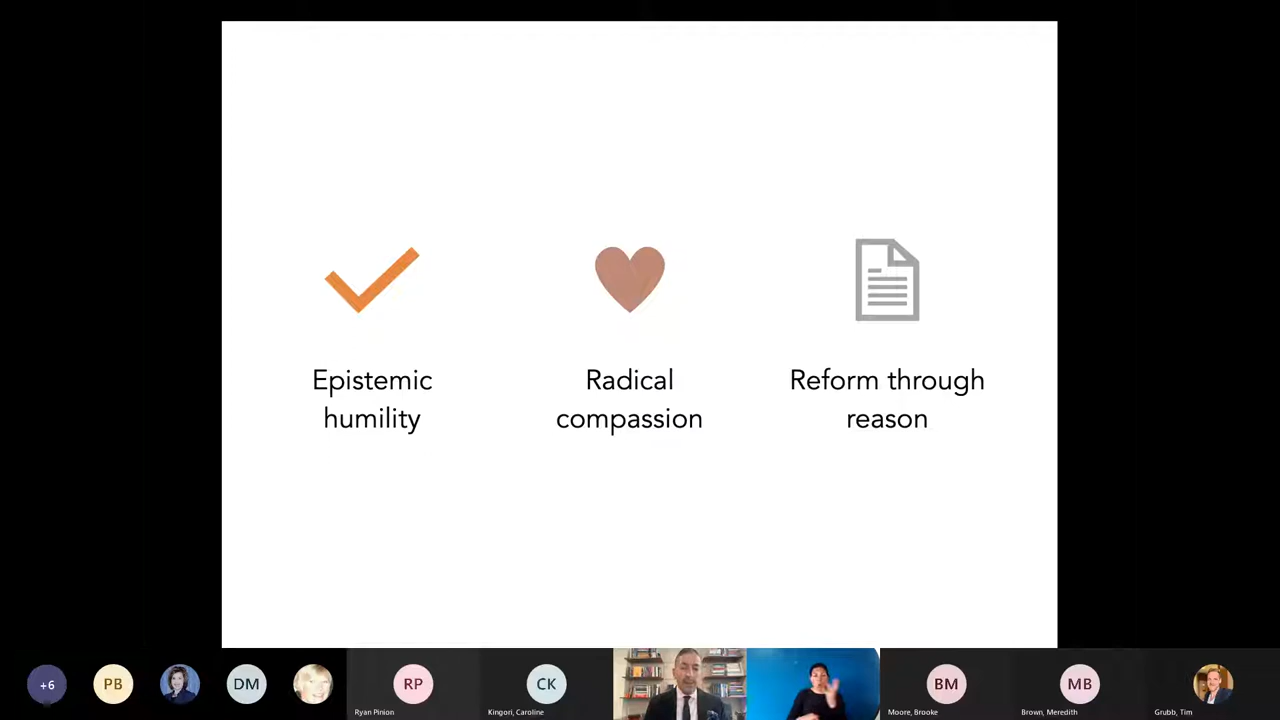 Epistemic
humility
Radical
compassion
Reform through
reason
+6
PB
DM
RP
Ryan Pinion
CK
Kingori, Caroline
BM
Moore, Brooke
MB
Brown, Meredith
Grubb, Tim